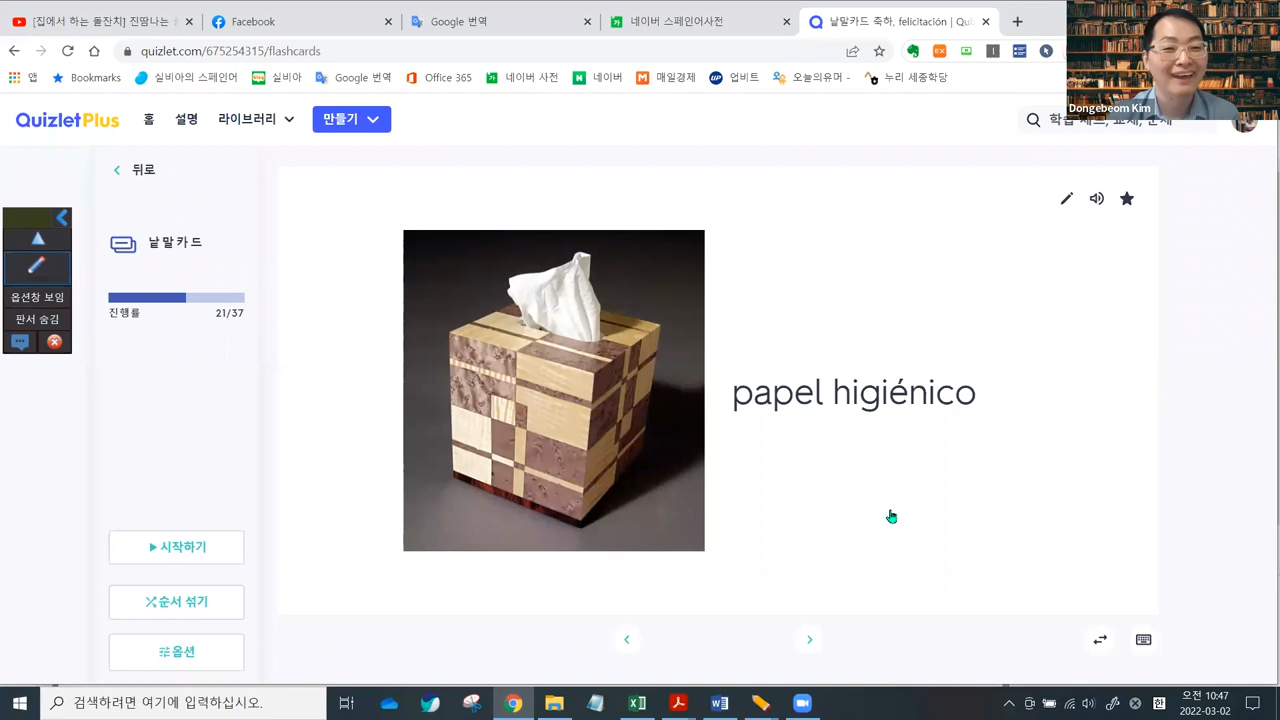 [집에서 하는 돌잔치] 진땀나는 돌
Facebook
Google 번역
네이버 스페인어사전
낱말카드 축하, felicitación | Qui
quizlet.com/675254315/flashcards
앱
Bookmarks
실비아의 스페인어
실비아
Google 번역
Office 365
네이버 사전
네이버
매일경제
업비트
오늘의유머 -
누리 세종학당
Dongebeom Kim
QuizletPlus
홈
설명
라이브러리
만들기
뒤로
낱말카드
옵션창 보임
판서 숨김
진행률
21/37
papel higiénico
시작하기
순서 섞기
옵션
검색하려면 여기에 입력하십시오.
한
오전 10:47
2022-03-02